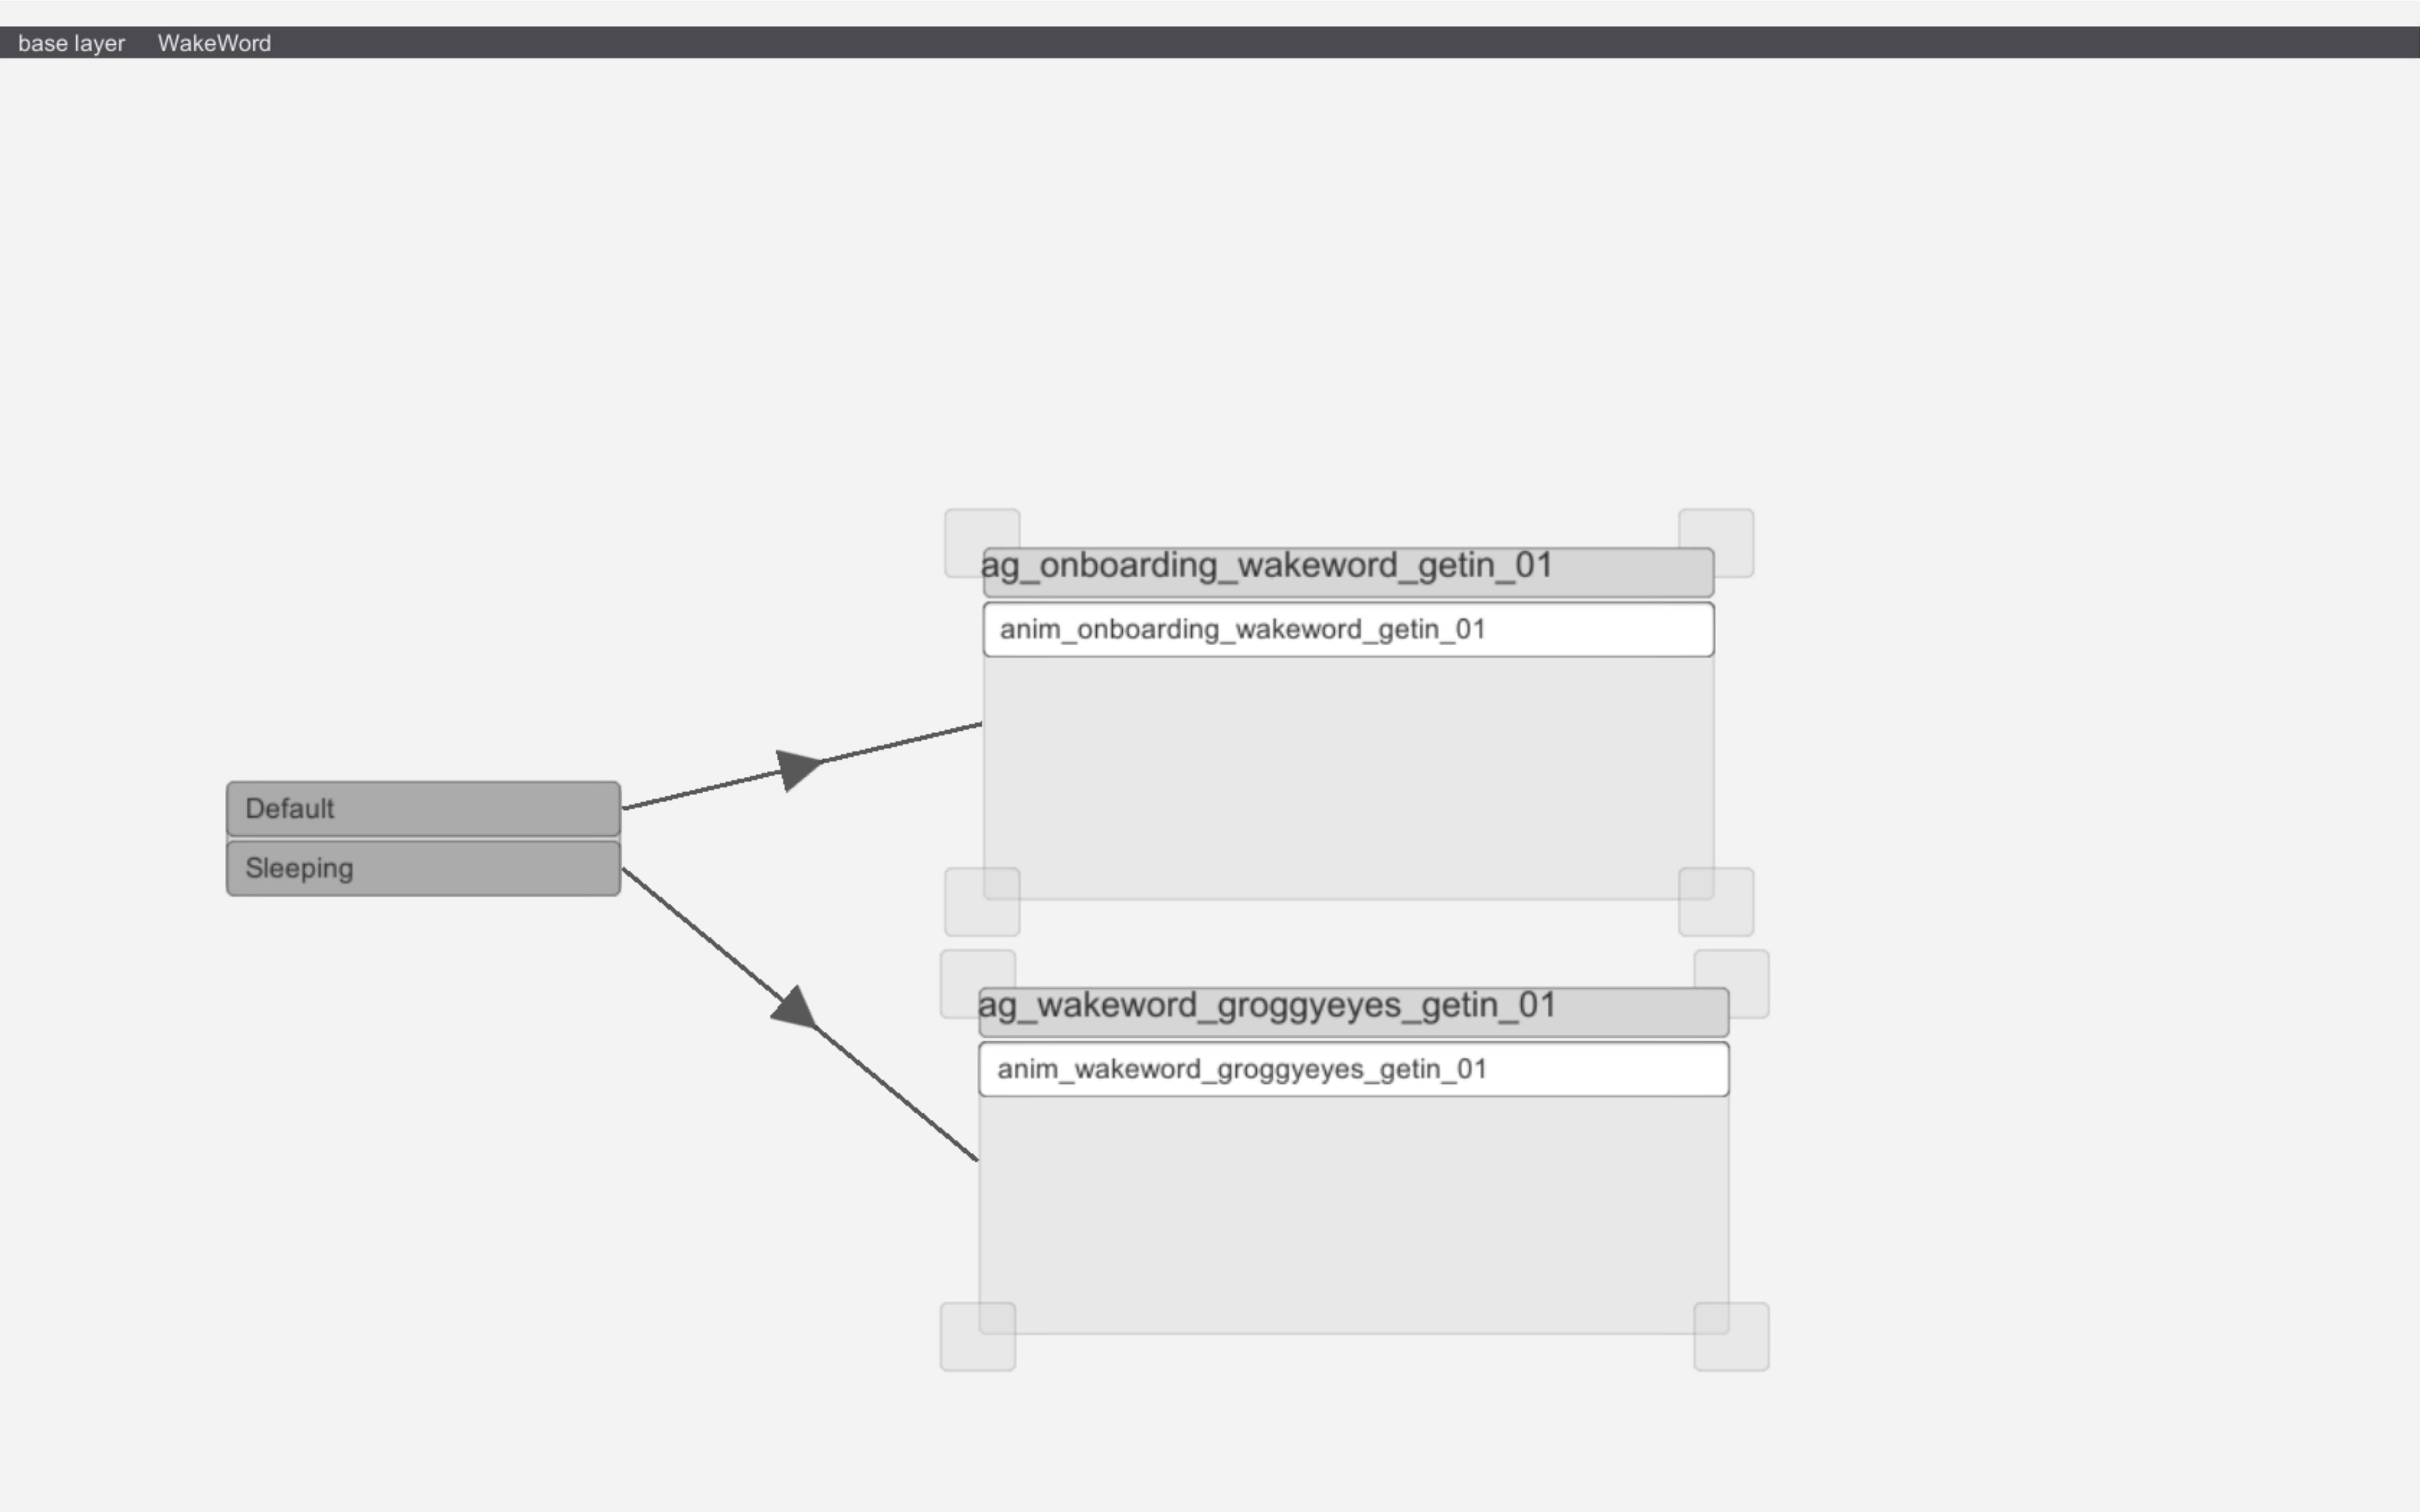 base layer WakeWord
ag_onboarding_wakeword_getin_01
anim_onboarding_wakeword_getin_01
Default
Sleeping
ag_wakeword_groggyeyes_getin_01
anim_wakeword_groggyeyes_getin_01